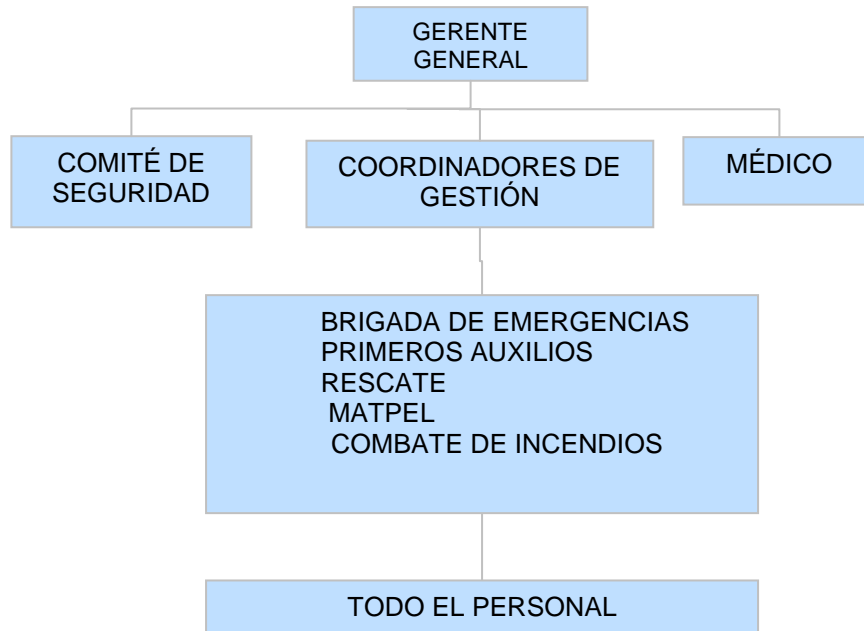 GERENTE
GENERAL
COMITÉ DE
SEGURIDAD
COORDINADORES DE
GESTIÓN
MÉDICO
BRIGADA DE EMERGENCIAS
PRIMEROS AUXILIOS
RESCATE
MATPEL
COMBATE DE INCENDIOS
TODO EL PERSONAL